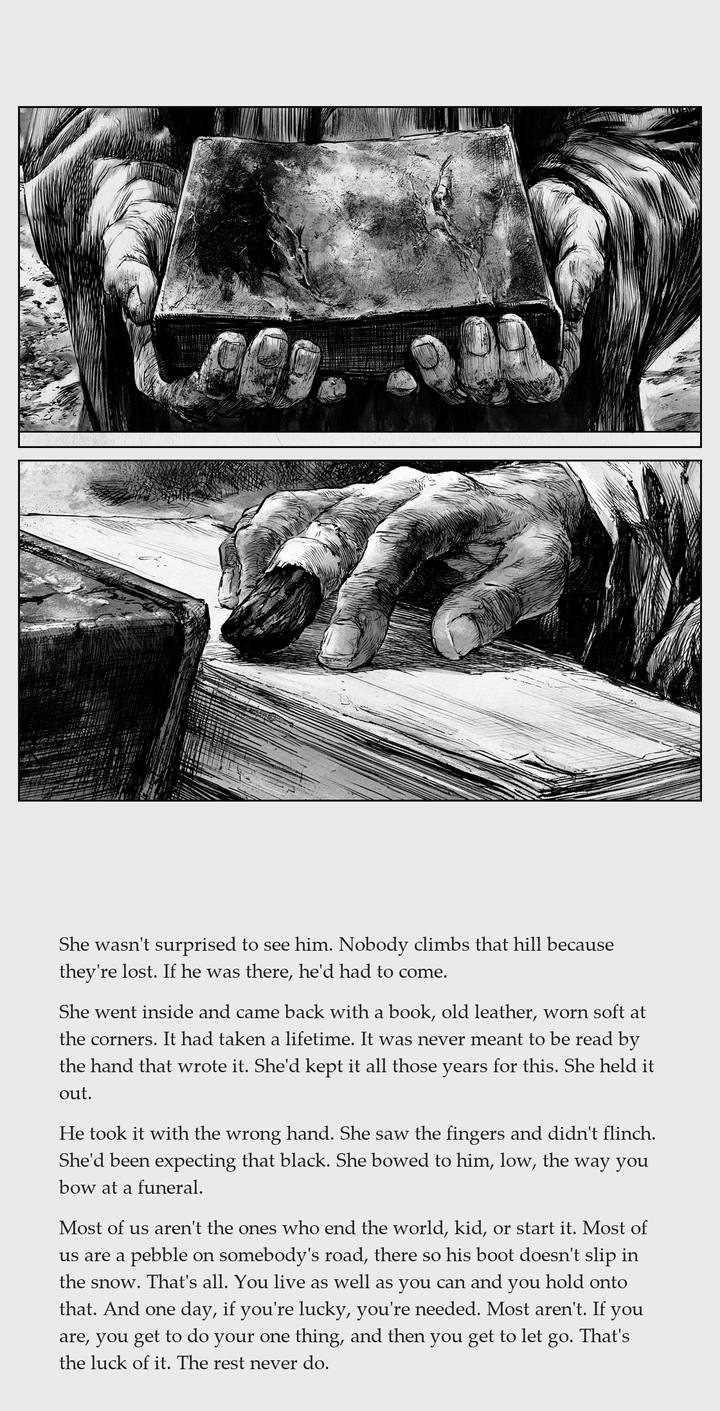 She wasn't surprised to see him. Nobody climbs that hill because
they're lost. If he was there, he'd had to come.
She went inside and came back with a book, old leather, worn soft at
the corners. It had taken a lifetime. It was never meant to be read by
the hand that wrote it. She'd kept it all those years for this. She held it
out.
He took it with the wrong hand. She saw the fingers and didn't flinch.
She'd been expecting that black. She bowed to him, low, the way you
bow at a funeral.
Most of us aren't the ones who end the world, kid, or start it. Most of
us are a pebble on somebody's road, there so his boot doesn't slip in
the snow. That's all. You live as well as you can and you hold onto
that. And one day, if you're lucky, you're needed. Most aren't. If you
are, you get to do your one thing, and then you get to let go. That's
the luck of it. The rest never do.